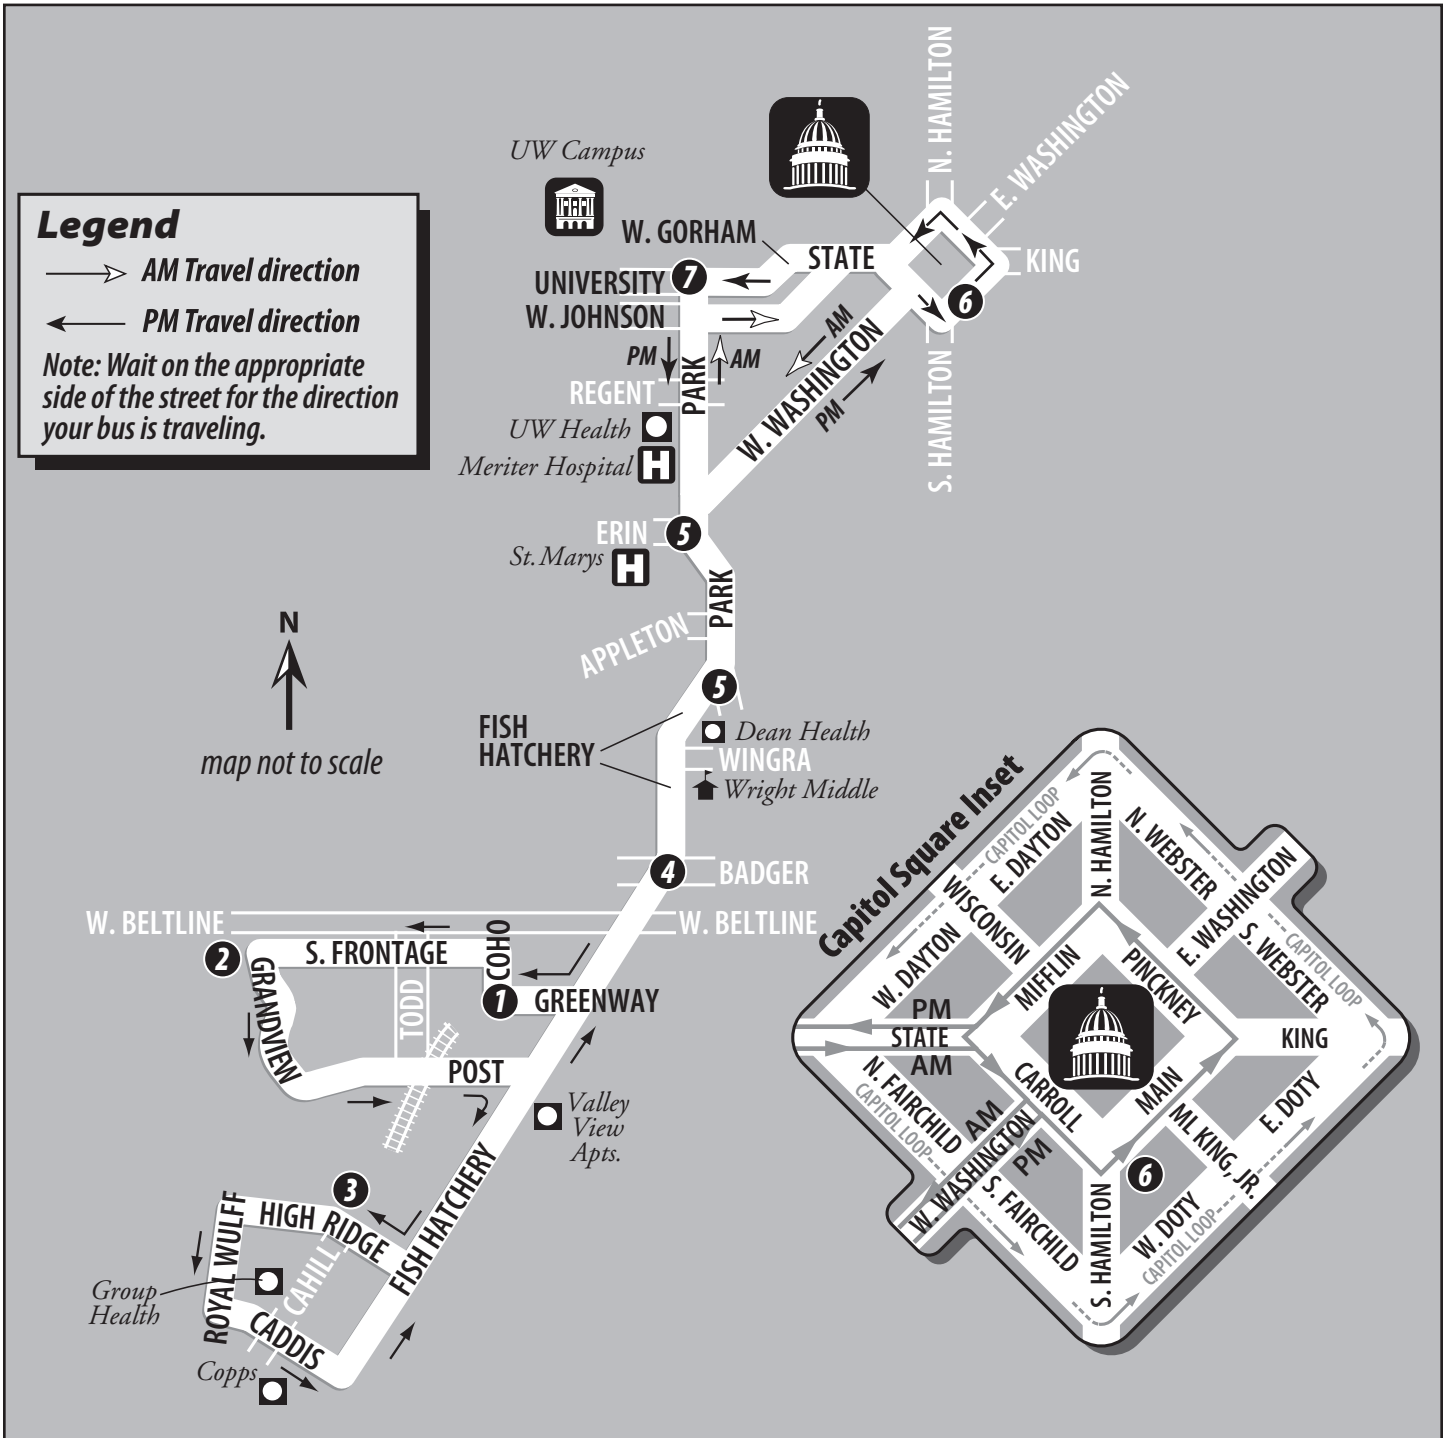 N. HAMILTON
E. WASHINGTON
UW Campus
Legend
AM Travel direction
PM Travel direction
Note: Wait on the appropriate
side of the street for the direction
your bus is traveling.
W. GORHAM
STATE
KING
UNIVERSITY
7
6
W. JOHNSON
AM
PM
AM
PARK
W. WASHINGTON
PM
S. HAMILTON
REGENT
UW Health
Meriter Hospital
H
ERIN
5
St. Marys
H
PARK
N
APPLETON
5
map not to scale
FISH
HATCHERY
Dean Health
WINGRA
Wright Middle
4
BADGER
W. BELTLINE
W. BELTLINE
2
S. FRONTAGE
COHO
GRANDVIEW
TODD
1
GREENWAY
POST
Valley
View
Apts.
FISH HATCHERY
3
HIGH RIDGE
ROYAL WULFF
CAHILL
Group
Health
CADDIS
Copps
Capitol Square Inset
CAPITOL LOOP
E. DAYTON
N. HAMILTON
N. WEBSTER
E. WASHINGTON
WISCONSIN
S. WEBSTER
CAPITOL LOOP
W. DAYTON
MIFFLIN
PINCKNEY
PM
STATE
AM
KING
N. FAIRCHILD
CAPITOL LOOP
CARROLL
MAIN
E. DOTY
AM
W. WASHINGTON
PM
ML KING, JR.
6
S. FAIRCHILD
S. HAMILTON
W. DOTY
CAPITOL LOOP